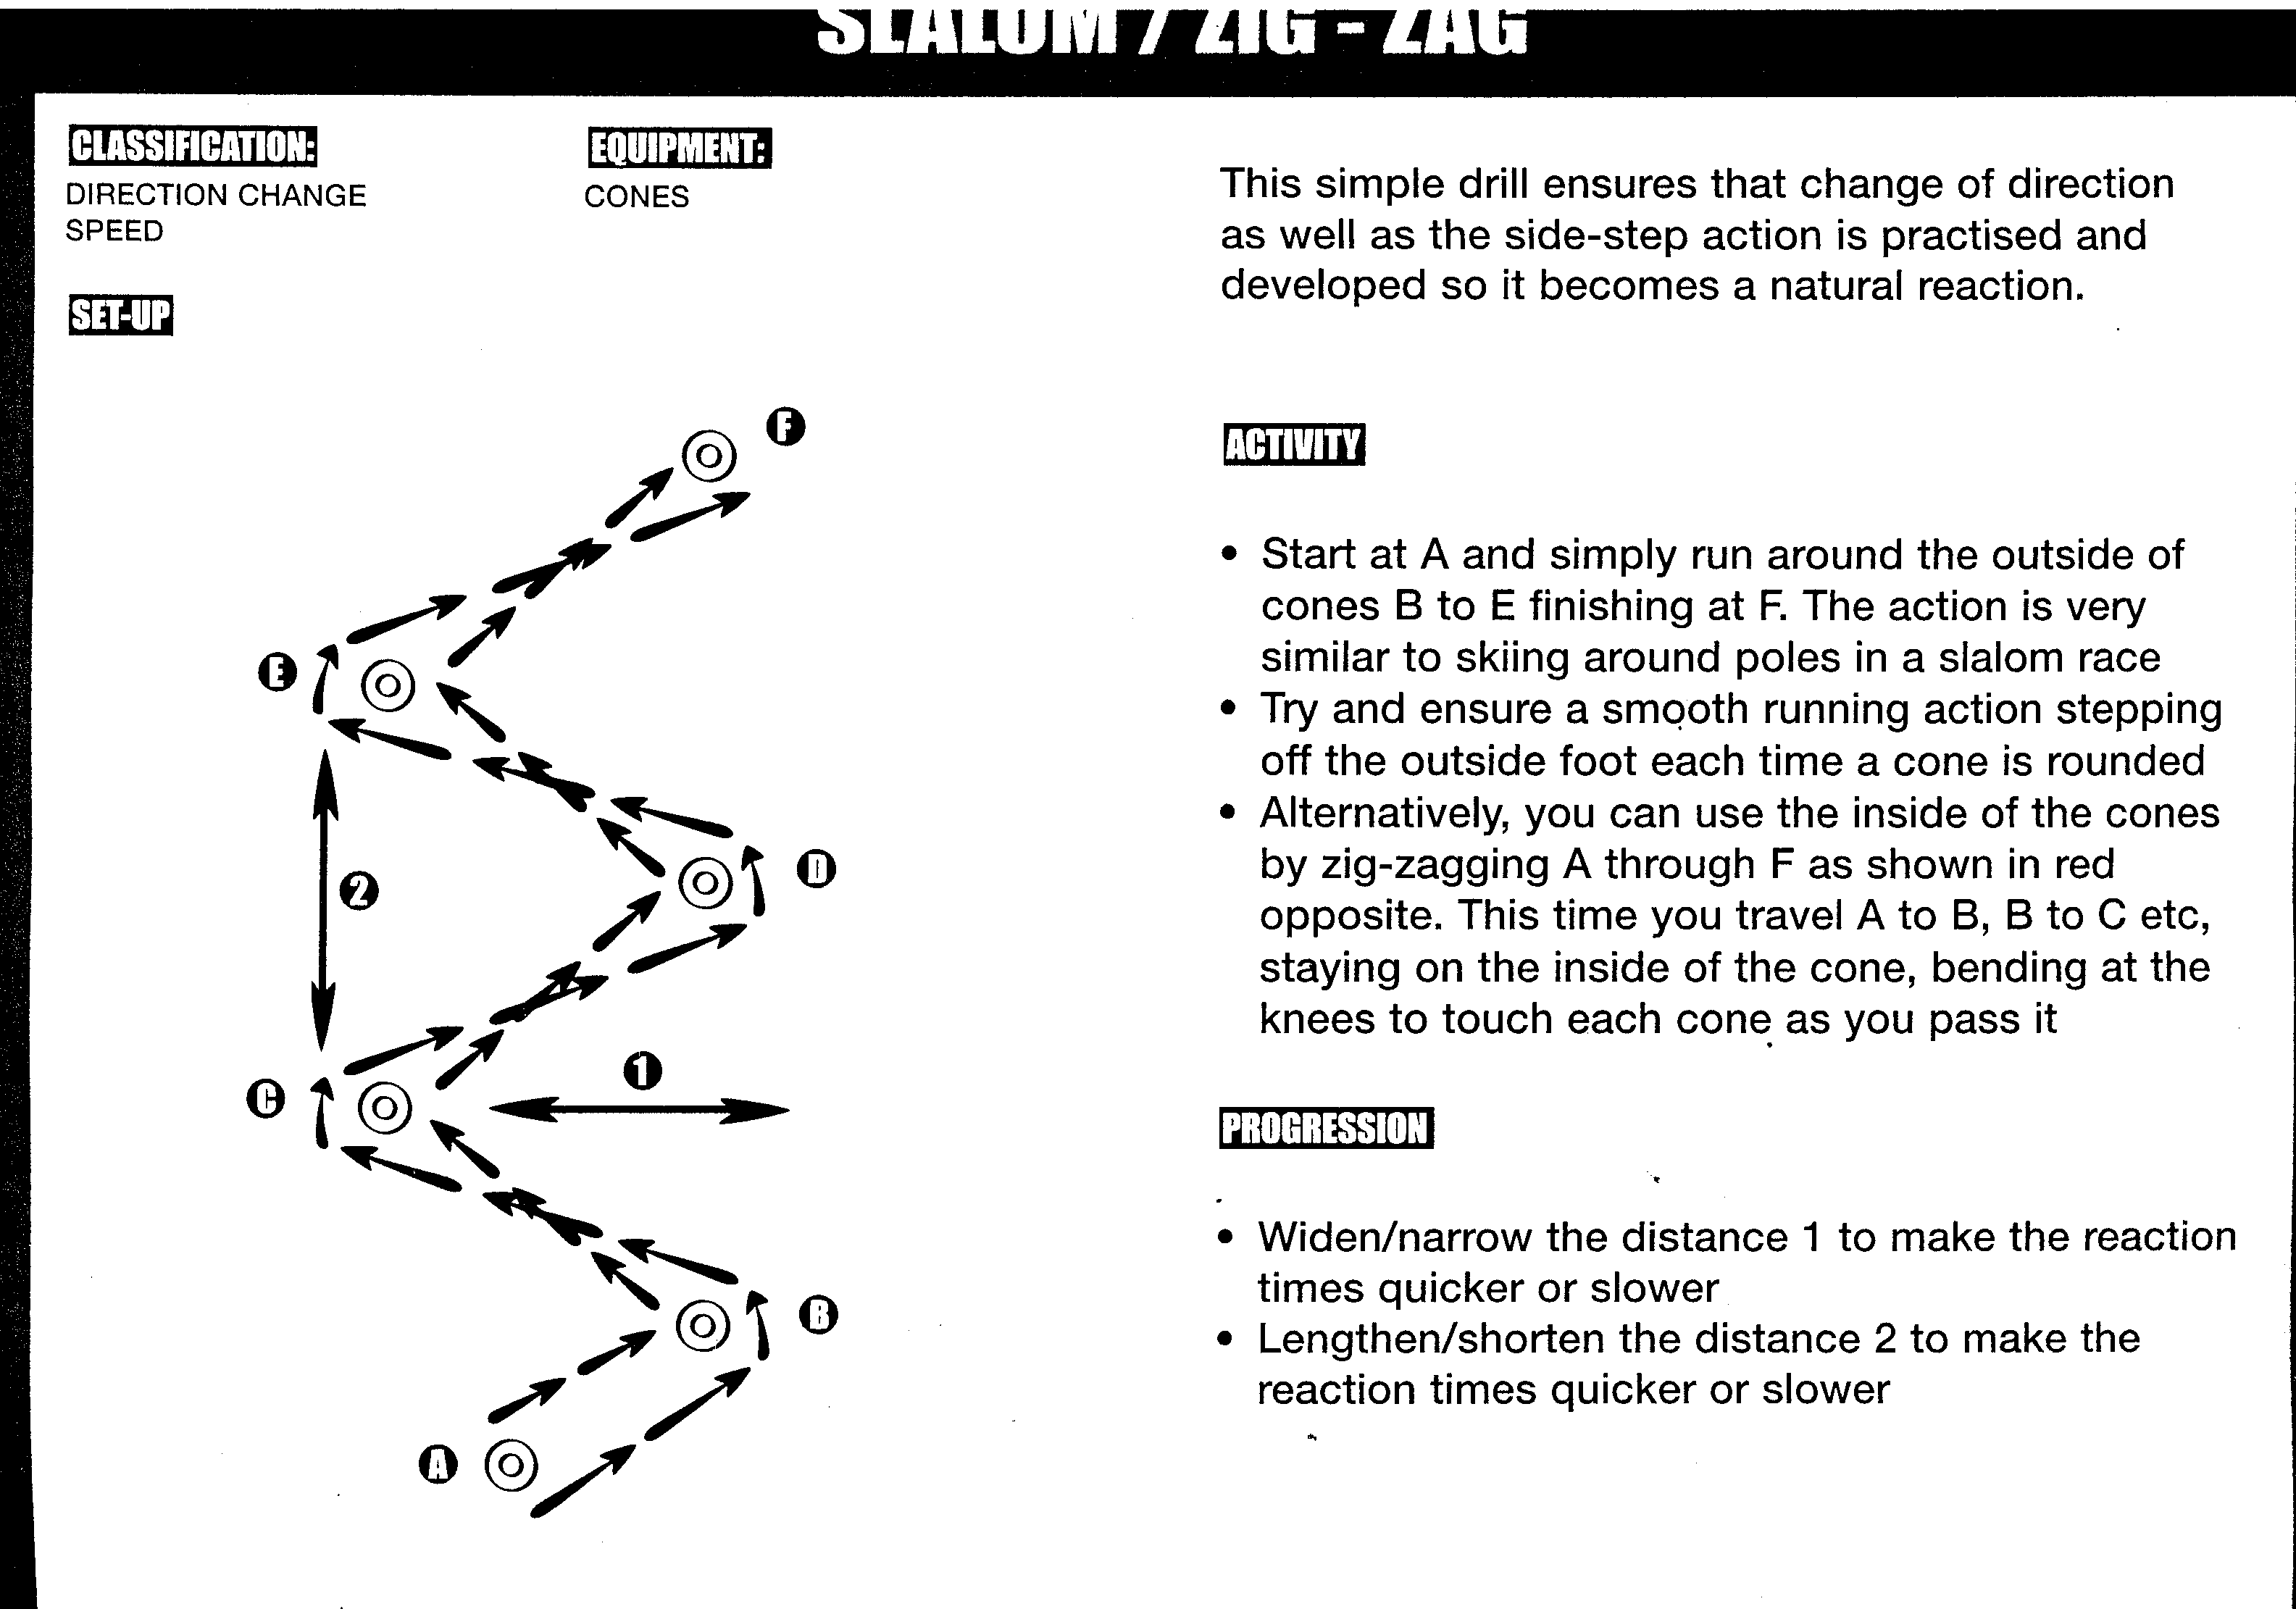 SLALOM / ZIG - ZAG
CLASSIFICATION:
DIRECTION CHANGE
SPEED
EQUIPMENT:
CONES
SET-UP
F
E
D
2
1
C
B
A
This simple drill ensures that change of direction
as well as the side-step action is practised and
developed so it becomes a natural reaction.
ACTIVITY
• Start at A and simply run around the outside of
cones B to E finishing at F. The action is very
similar to skiing around poles in a slalom race
• Try and ensure a smooth running action stepping
off the outside foot each time a cone is rounded
• Alternatively, you can use the inside of the cones
by zig-zagging A through F as shown in red
opposite. This time you travel A to B, B to C etc,
staying on the inside of the cone, bending at the
knees to touch each cone as you pass it
PROGRESSION
• Widen/narrow the distance 1 to make the reaction
times quicker or slower
• Lengthen/shorten the distance 2 to make the
reaction times quicker or slower